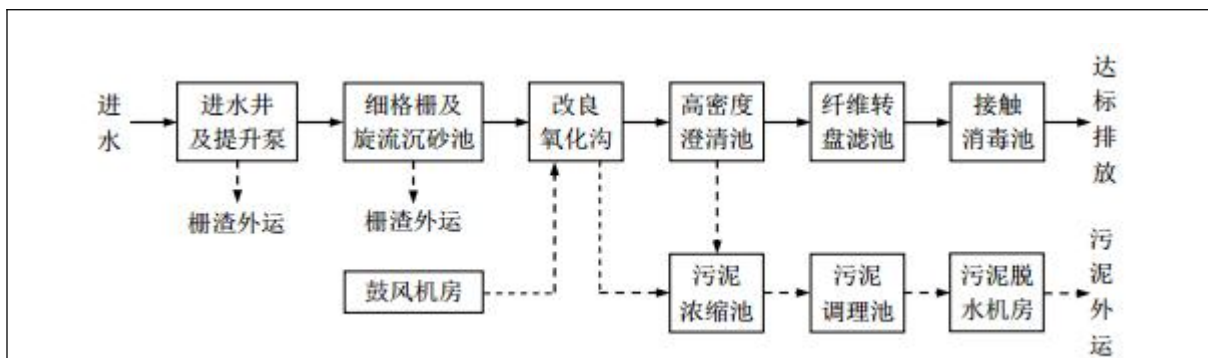 进水
进水井
及提升泵
细格栅及
旋流沉砂池
改良
氧化沟
高密度
澄清池
纤维转
盘滤池
接触
消毒池
达标排放
栅渣外运
栅渣外运
鼓风机房
污泥
浓缩池
污泥
调理池
污泥脱
水机房
污泥外运